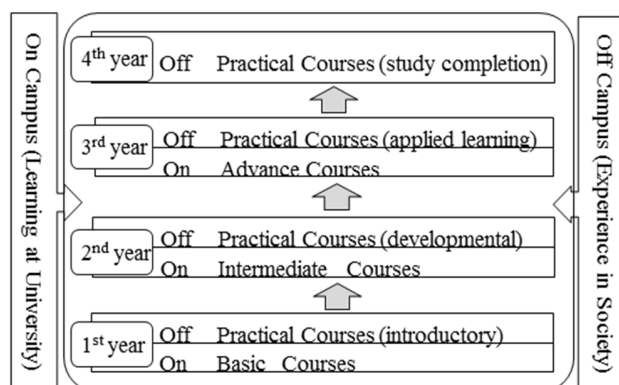 On Campus (Learning at University)
4th year
Off Practical Courses (study completion)
3rd year
Off Practical Courses (applied learning)
On Advance Courses
2nd year
Off Practical Courses (developmental)
On Intermediate Courses
1st year
Off Practical Courses (introductory)
On Basic Courses
Off Campus (Experience in Society)